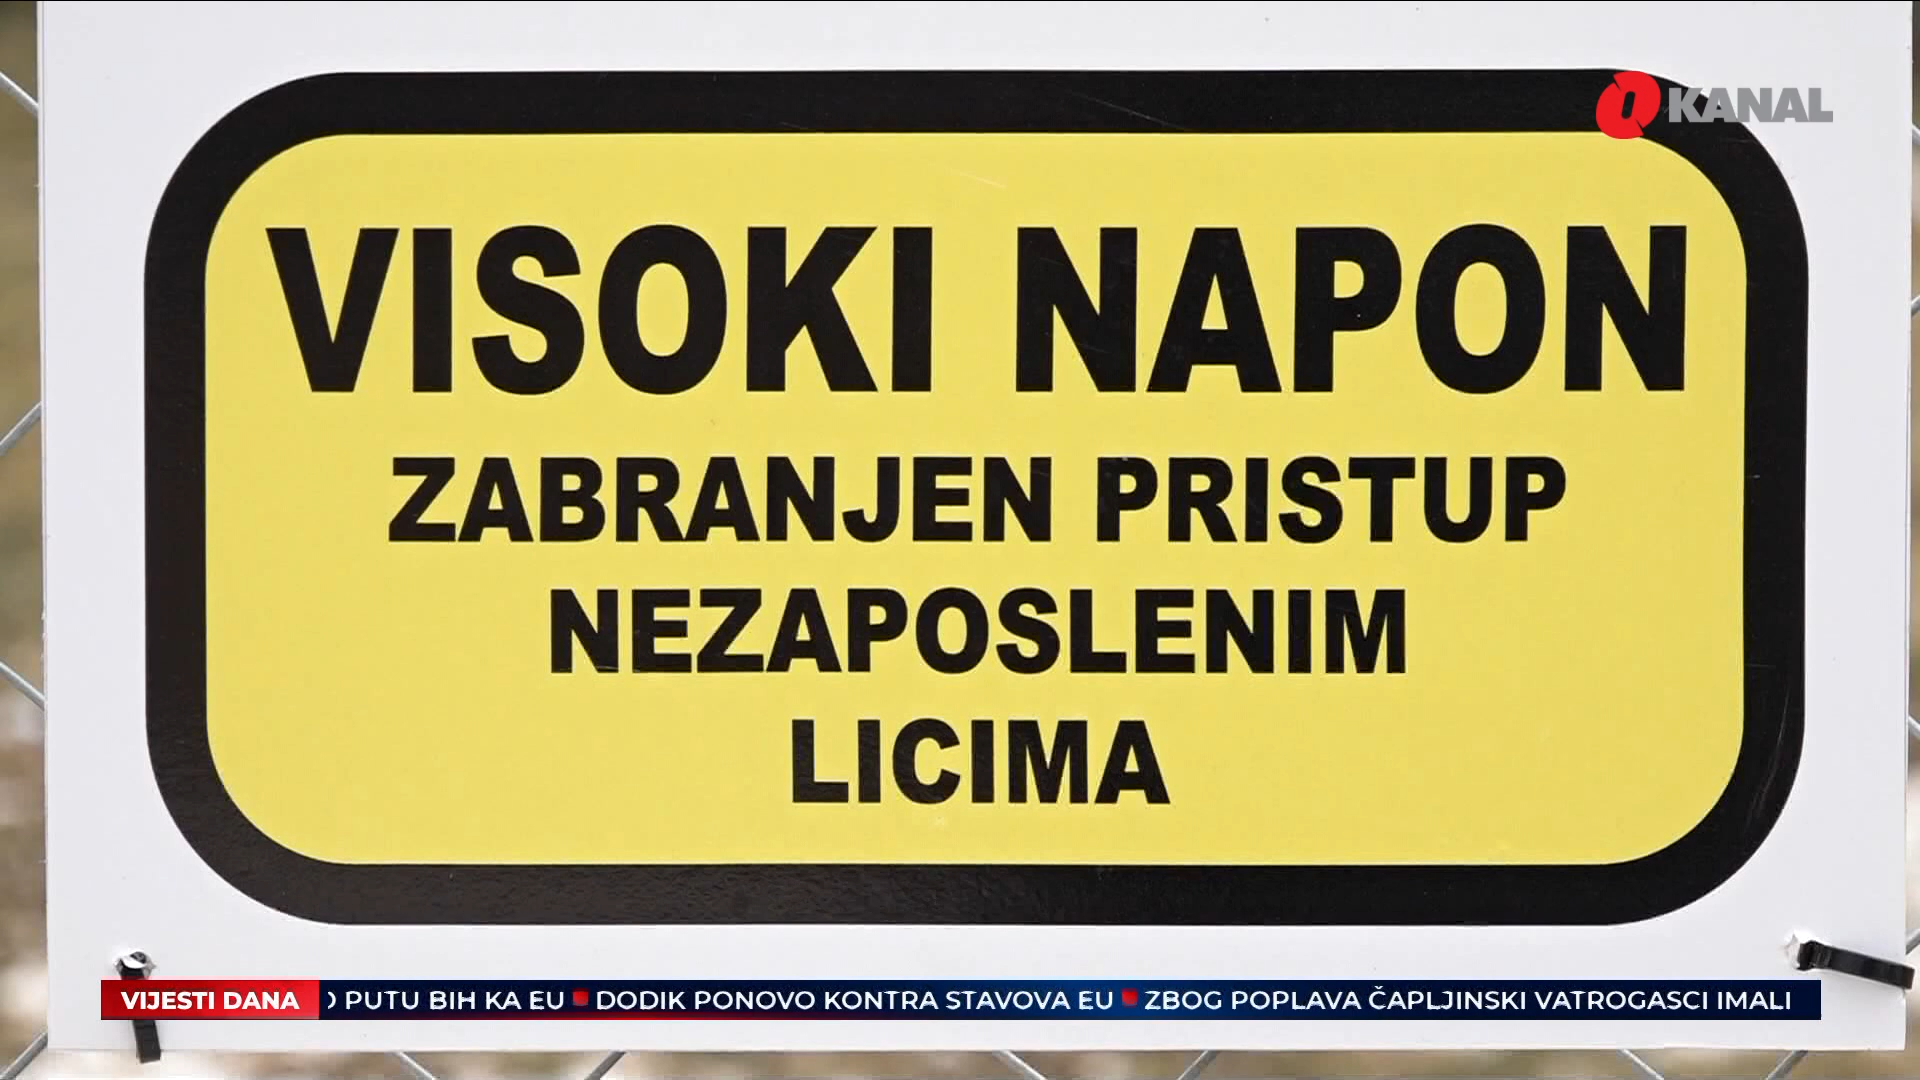 O KANAL
VISOKI NAPON
ZABRANJEN PRISTUP
NEZAPOSLENIM
LICIMA
VIJESTI DANA
PUTU BIH KA EU DODIK PONOVO KONTRA STAVOVA EU ZBOG POPLAVA ČAPLJINSKI VATROGASCI IMALI